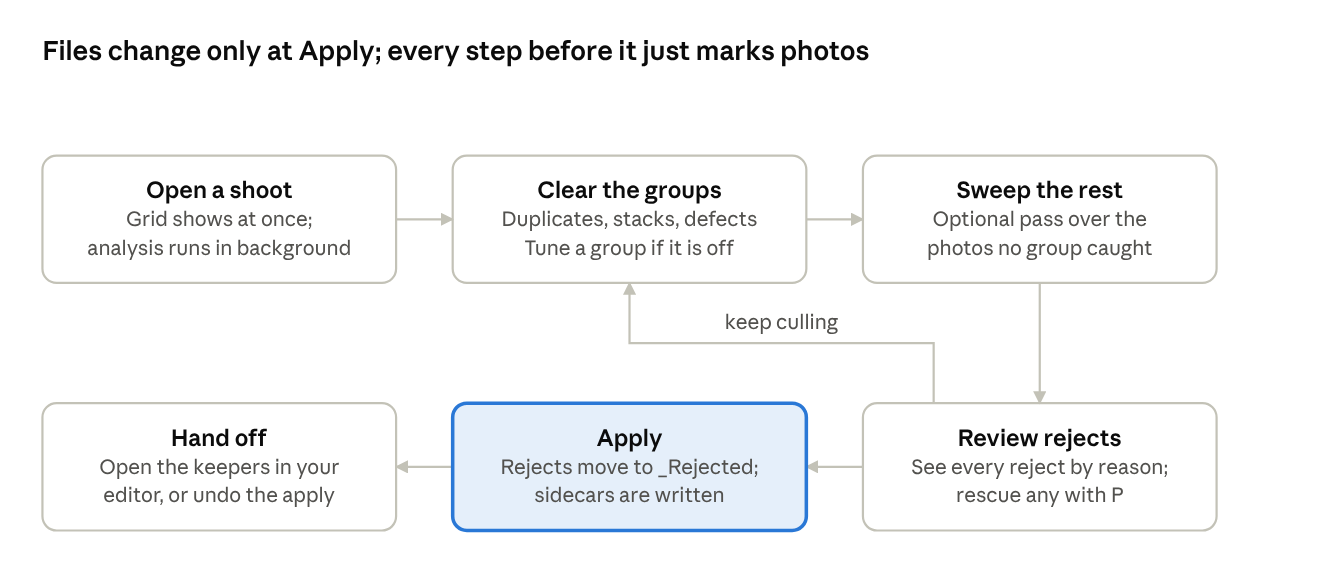 Files change only at Apply; every step before it just marks photos
Open a shoot
Grid shows at once;
analysis runs in background
Clear the groups
Duplicates, stacks, defects
Tune a group if it is off
Sweep the rest
Optional pass over the
photos no group caught
keep culling
Hand off
Open the keepers in your
editor, or undo the apply
Apply
Rejects move to _Rejected;
sidecars are written
Review rejects
See every reject by reason;
rescue any with P